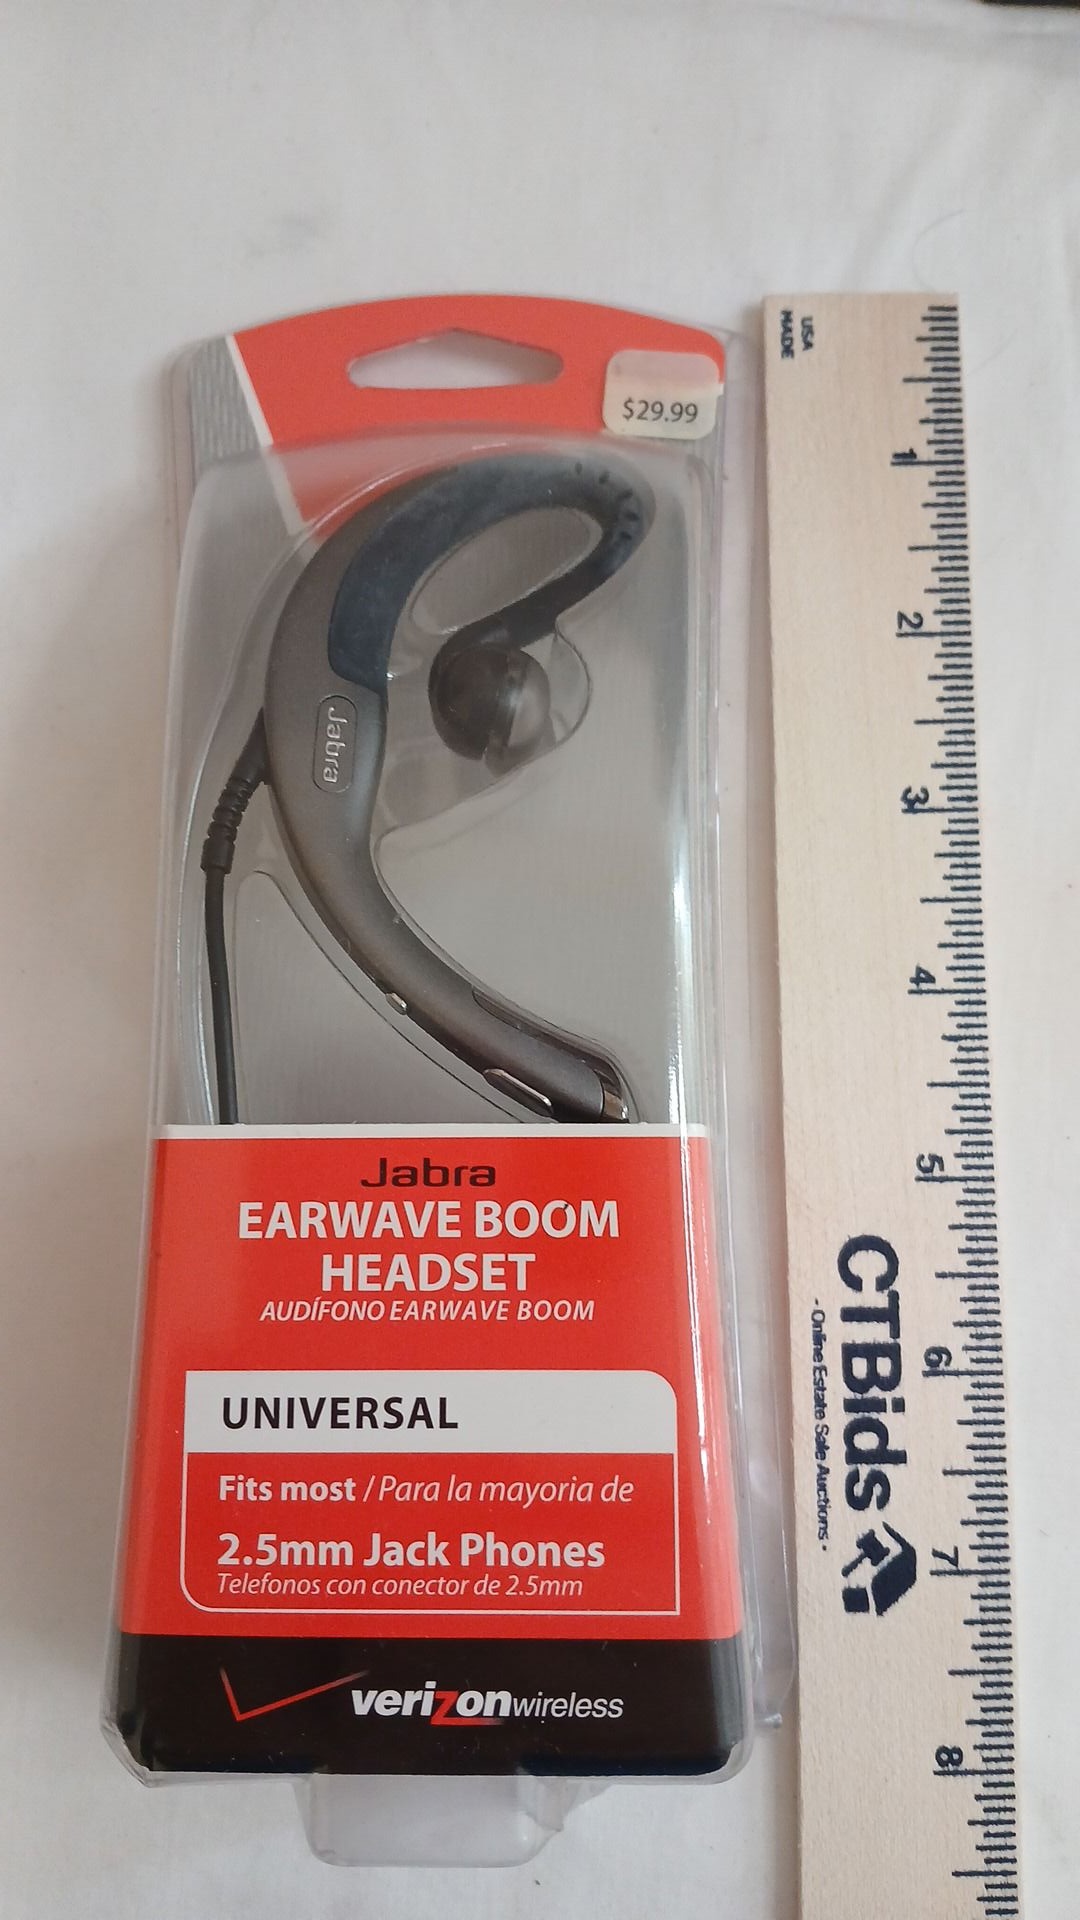 $29.99
Jabra
Jabra
EARWAVE BOOM
HEADSET
AUDÍFONO EARWAVE BOOM
UNIVERSAL
Fits most / Para la mayoria de
2.5mm Jack Phones
Telefonos con conector de 2.5mm
verizonwireless
MADE
USA
1
2
3
4
5
6
7
8
CTBids
- Online Estate Sale Auctions -